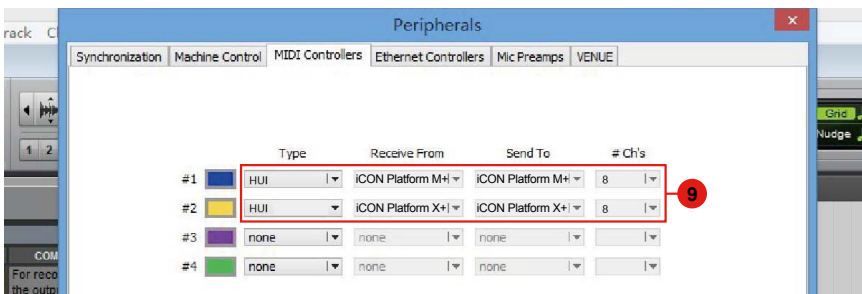 Peripherals
rack
Synchronization Machine Control MIDI Controllers Ethernet Controllers Mic Preamps VENUE
Grid
1 2
Nudge
Type Receive From Send To # Ch's
#1 HUI iCON Platform M+ iCON Platform M+ 8
9
#2 HUI iCON Platform X+ iCON Platform X+ 8
#3 none none none
#4 none none none
COM
For reco
the outpu